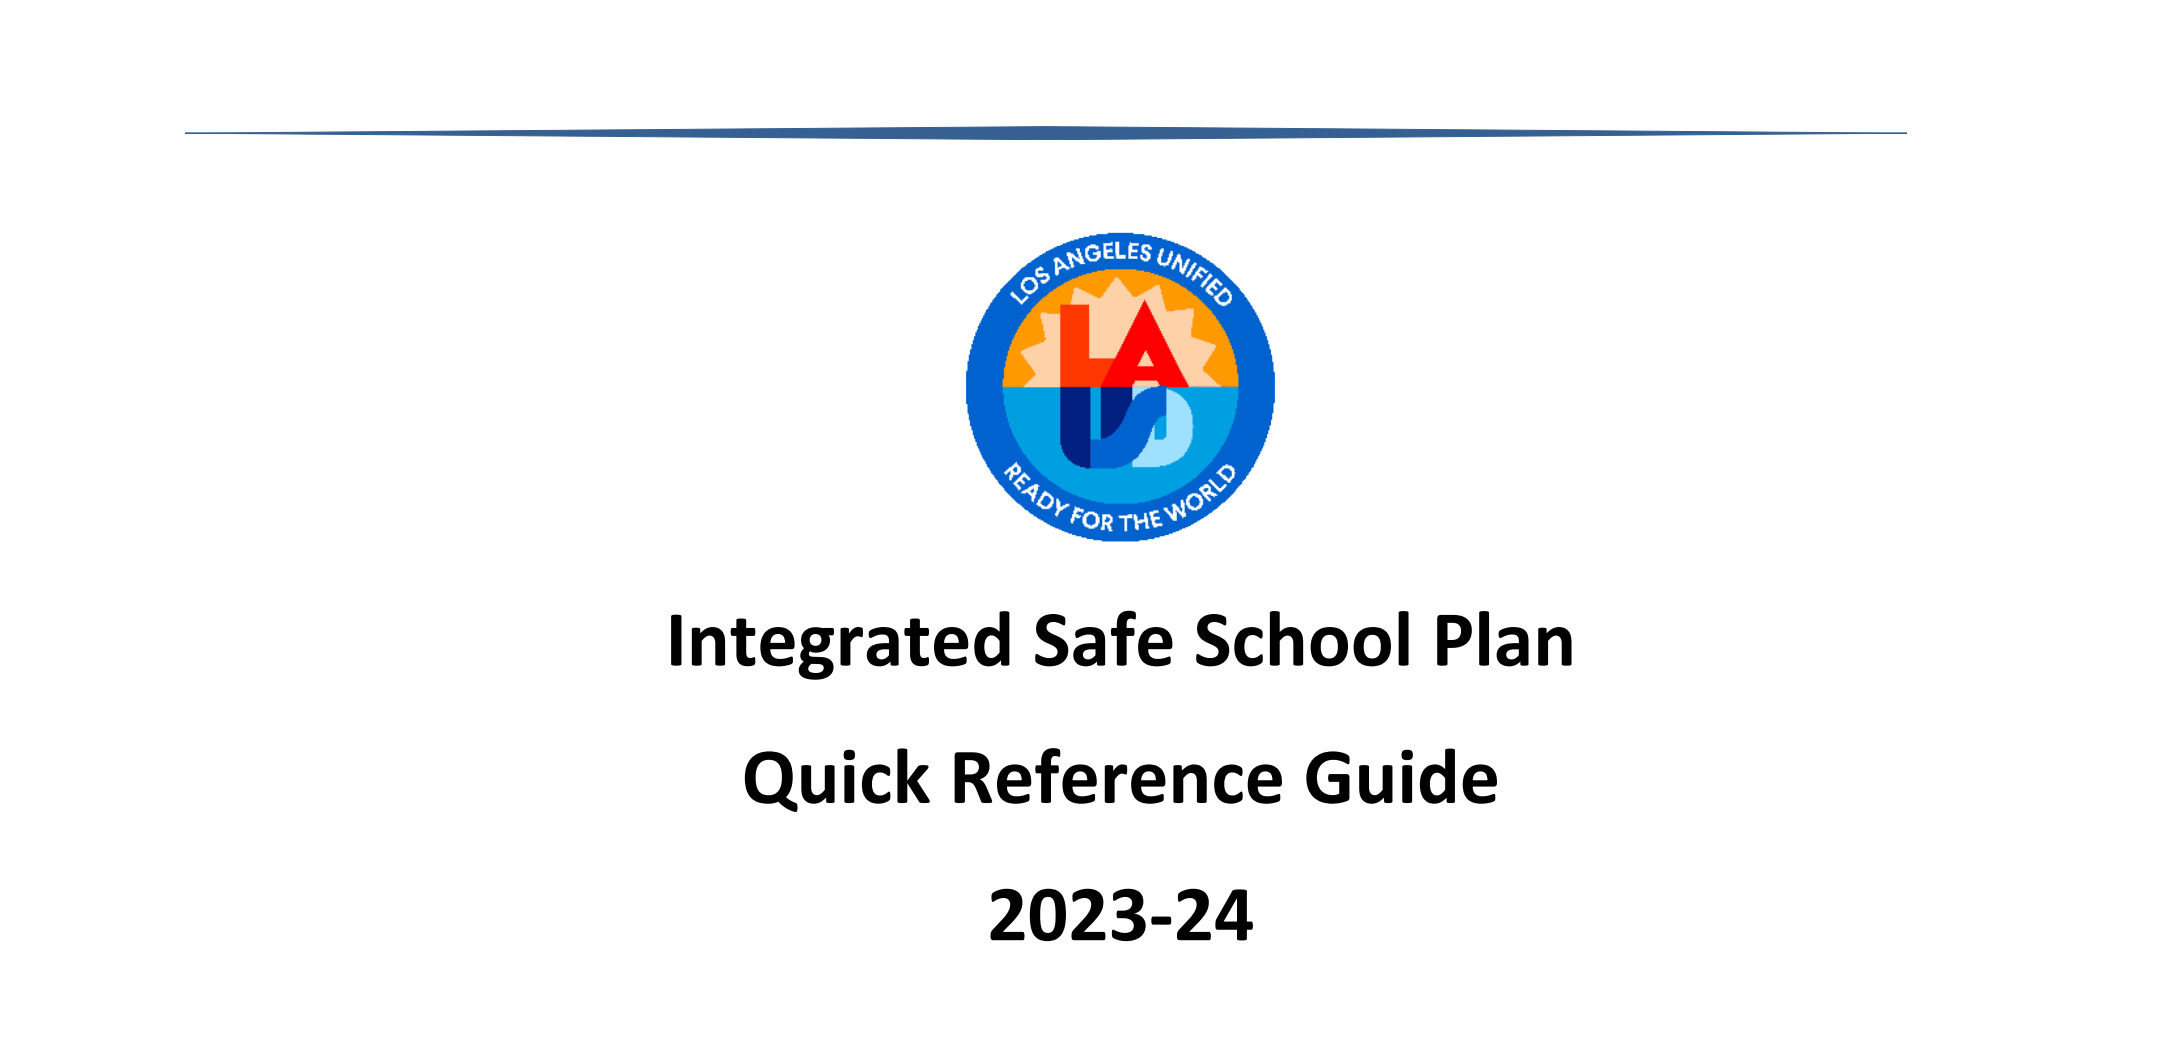 LOS ANGELES UNIFIED
LAUSD
READY FOR THE WORLD
Integrated Safe School Plan
Quick Reference Guide
2023-24